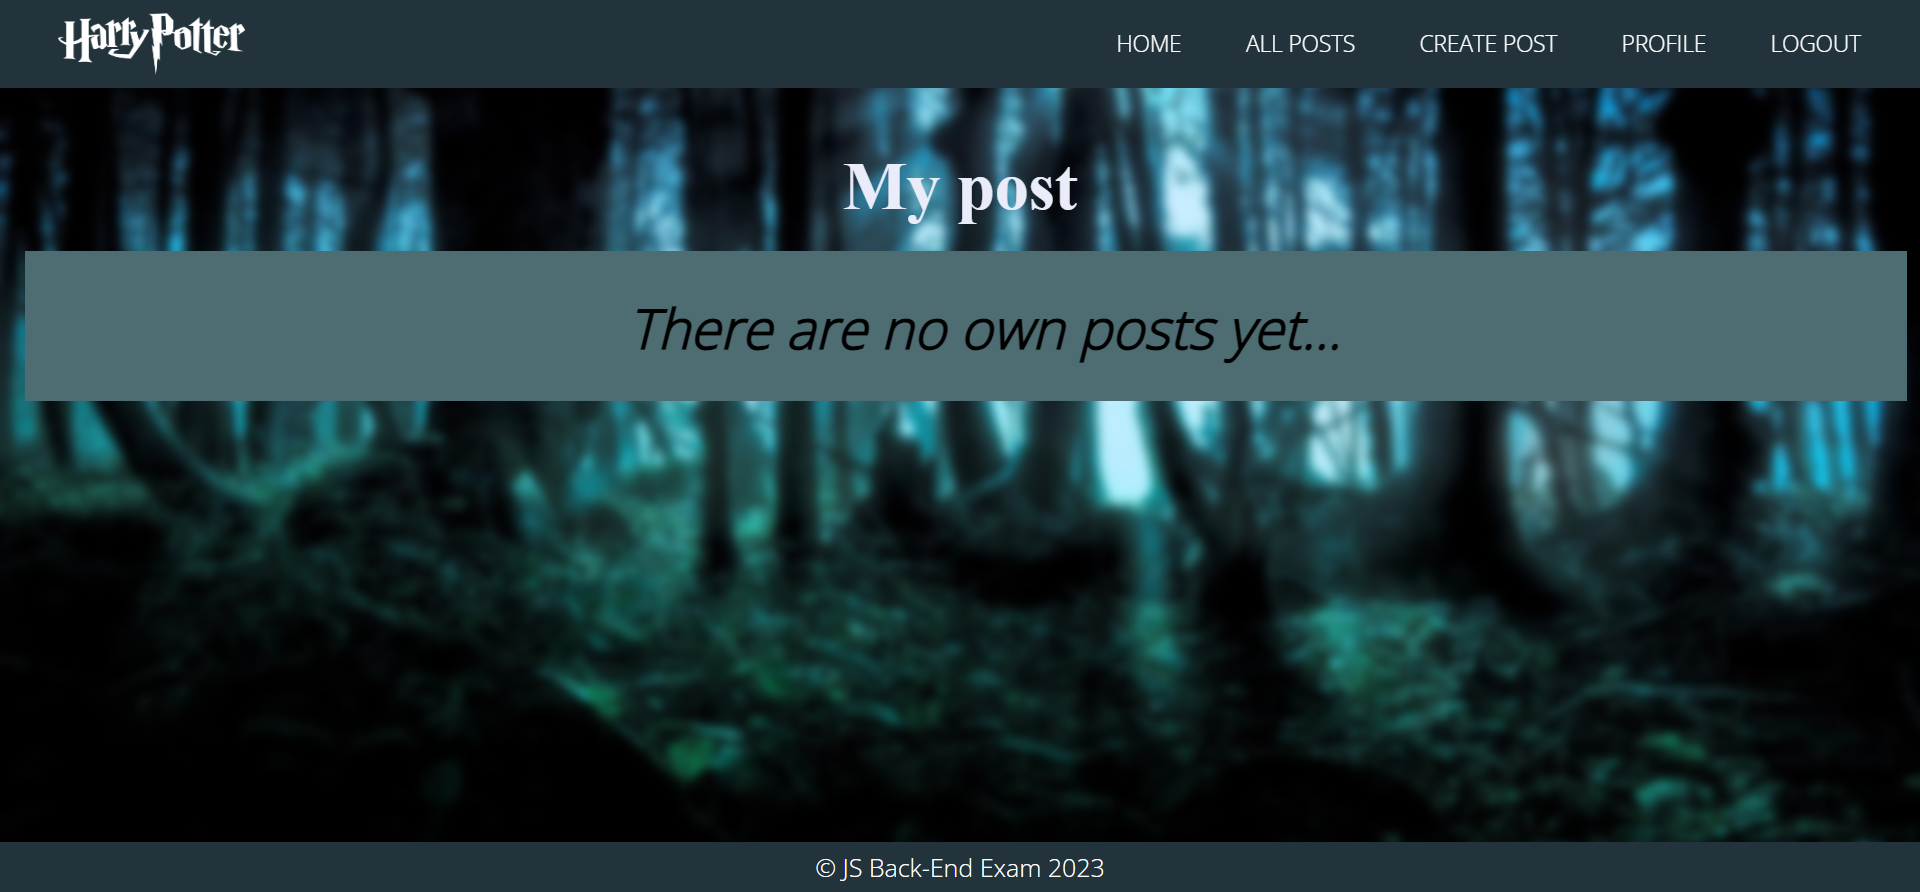 Harry Potter
HOME ALL POSTS CREATE POST PROFILE LOGOUT
My post
There are no own posts yet...
© JS Back-End Exam 2023